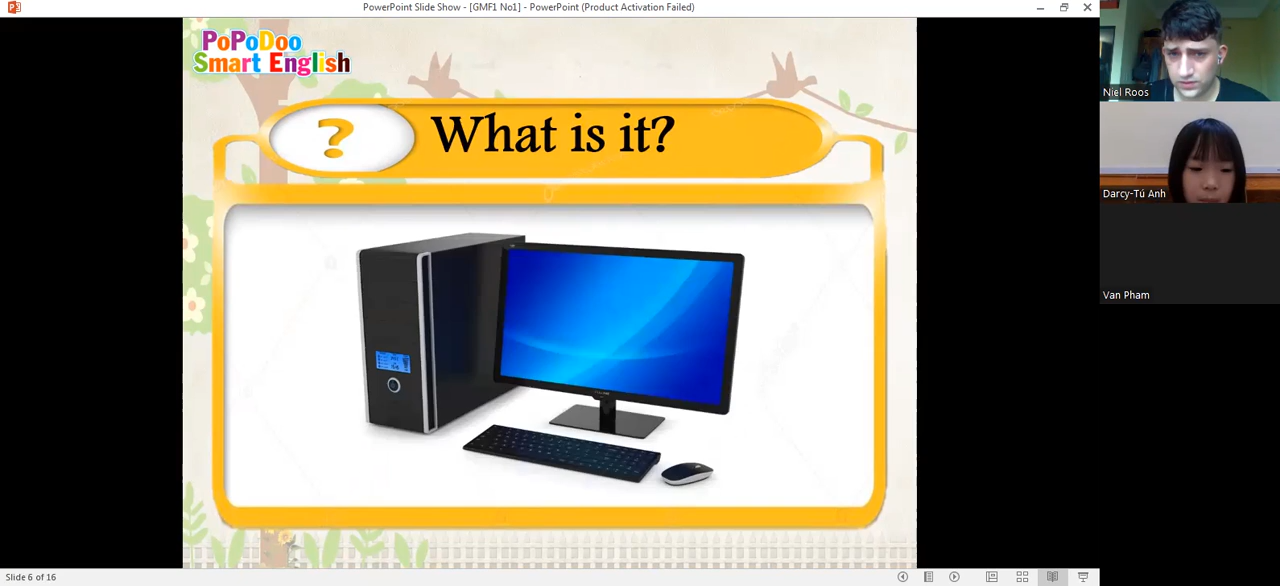 PowerPoint Slide Show - [GMF1 No1] - PowerPoint (Product Activation Failed)
PoPoDoo
Smart English
?
What is it?
Niel Roos
Darcy-Tú Anh
Van Pham
Slide 6 of 16